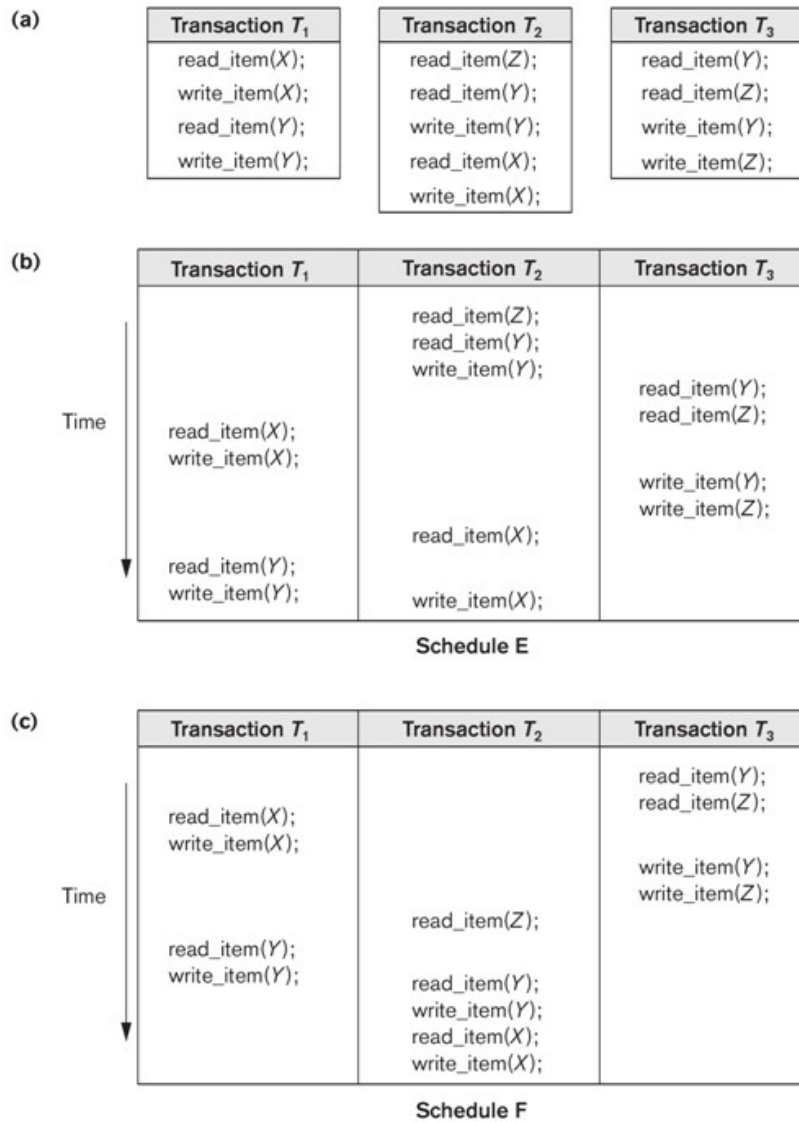 (a)
Transaction T1
read_item(X);
write_item(X);
read_item(Y);
write_item(Y);
Transaction T2
read_item(Z);
read_item(Y);
write_item(Y);
read_item(X);
write_item(X);
Transaction T3
read_item(Y);
read_item(Z);
write_item(Y);
write_item(Z);
(b)
Transaction T1 Transaction T2 Transaction T3
read_item(Z);
read_item(Y);
write_item(Y);
read_item(Y);
read_item(Z);
Time
read_item(X);
write_item(X);
write_item(Y);
write_item(Z);
read_item(X);
read_item(Y);
write_item(Y);
write_item(X);
Schedule E
(c)
Transaction T1 Transaction T2 Transaction T3
read_item(Y);
read_item(Z);
read_item(X);
write_item(X);
write_item(Y);
write_item(Z);
Time
read_item(Z);
read_item(Y);
write_item(Y);
read_item(Y);
write_item(Y);
read_item(X);
write_item(X);
Schedule F